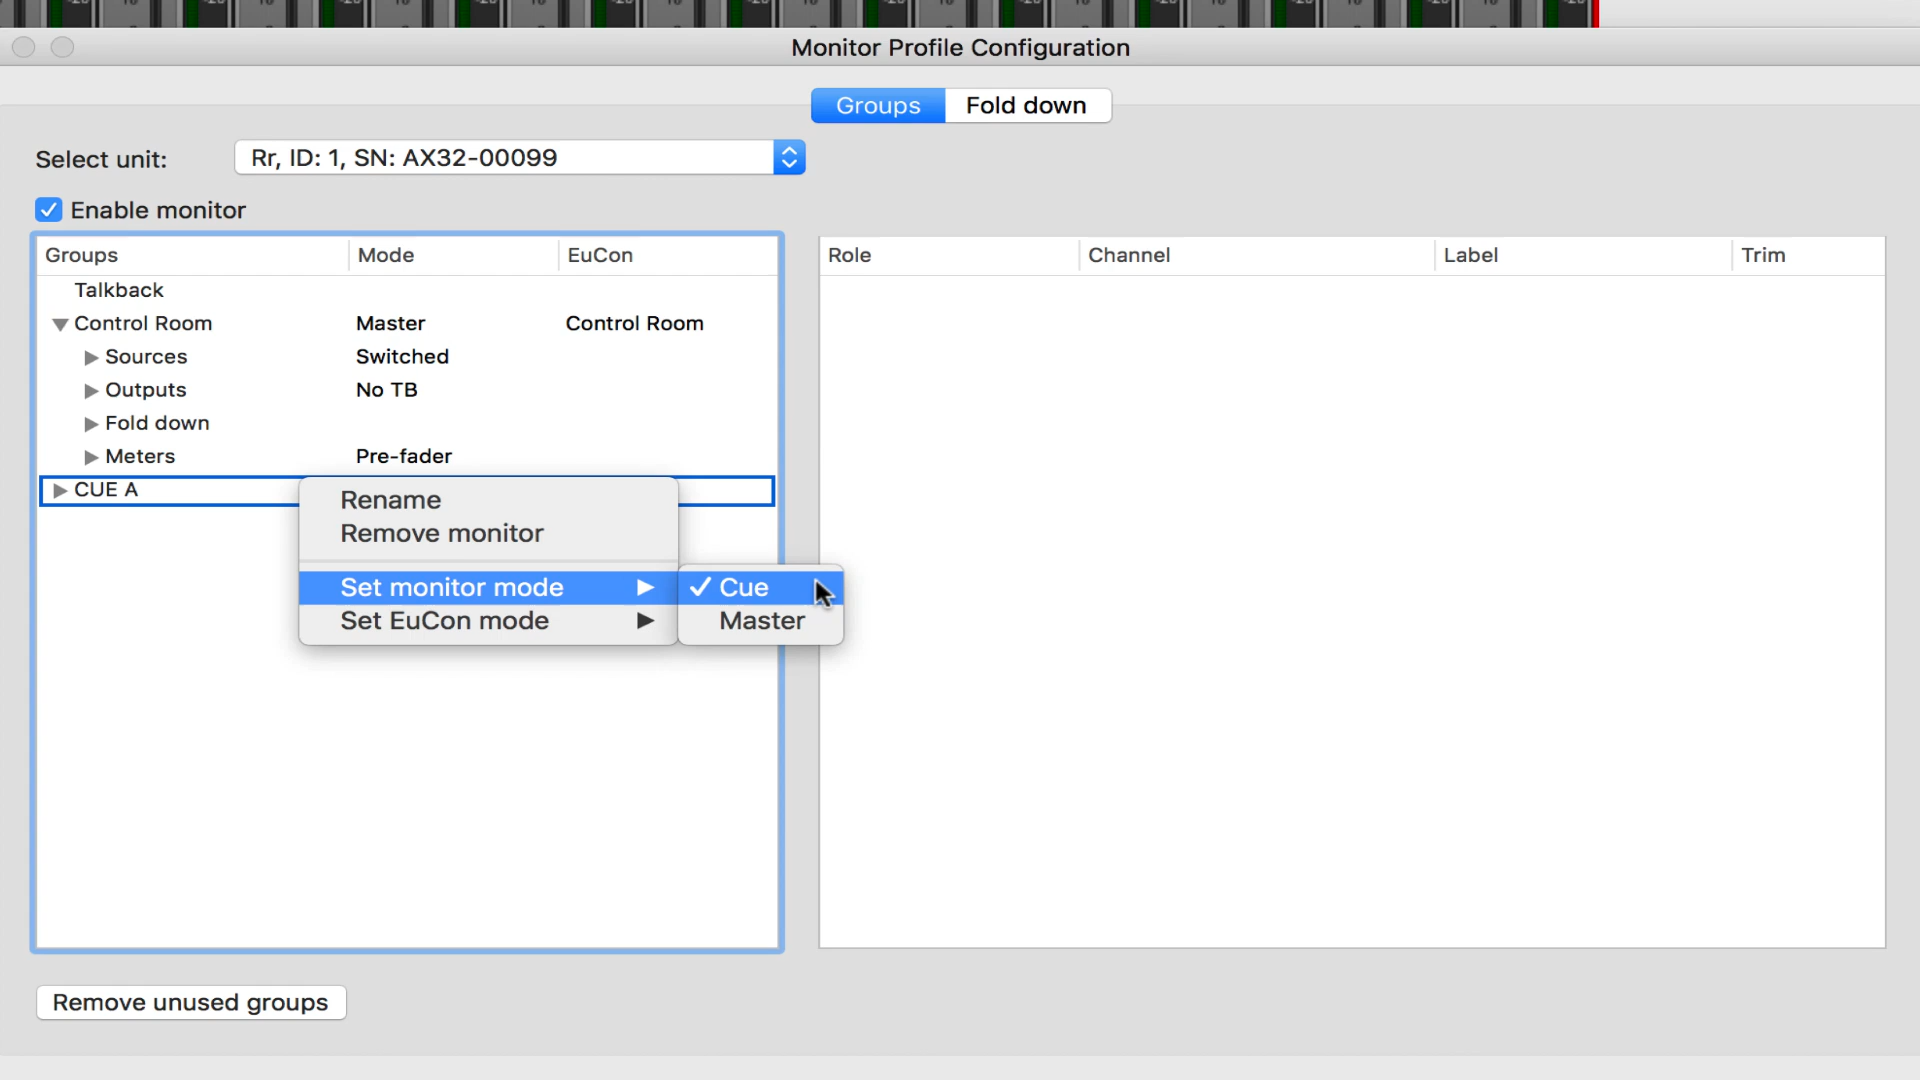 Monitor Profile Configuration
Groups Fold down
Select unit: Rr, ID: 1, SN: AX32-00099
Enable monitor
Groups Mode EuCon Role Channel Label Trim
Talkback
Control Room Master Control Room
Sources Switched
Outputs No TB
Fold down
Meters Pre-fader
CUE A
Rename
Remove monitor
Set monitor mode Cue
Set EuCon mode Master
Remove unused groups